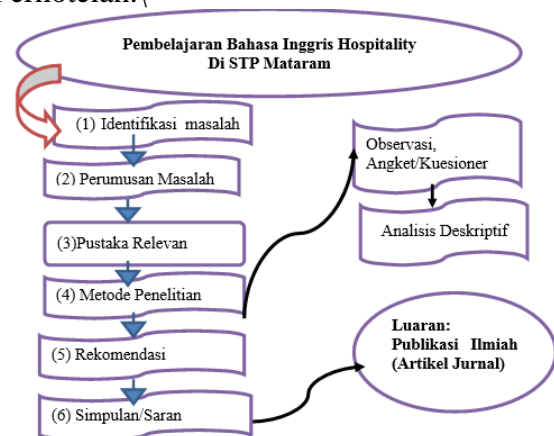 Pembelajaran Bahasa Inggris Hospitality
Di STP Mataram
(1) Identifikasi masalah
(2) Perumusan Masalah
(3)Pustaka Relevan
(4) Metode Penelitian
(5) Rekomendasi
(6) Simpulan/Saran
Observasi,
Angket/Kuesioner
Analisis Deskriptif
Luaran:
Publikasi Ilmiah
(Artikel Jurnal)